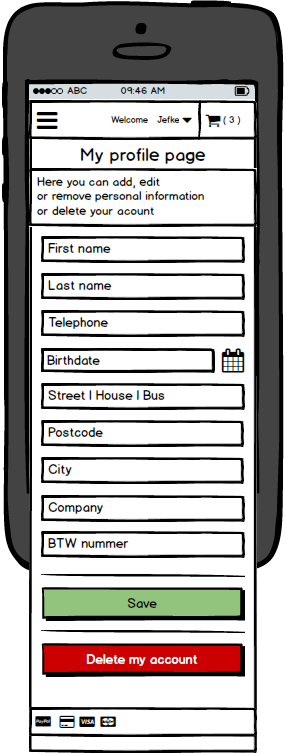 ABC 09:46 AM
Welcome Jefke ( 3 )
My profile page
Here you can add, edit
or remove personal information
or delete your acount
First name
Last name
Telephone
Birthdate
Street | House | Bus
Postcode
City
Company
BTW nummer
Save
Delete my account
PayPal VISA